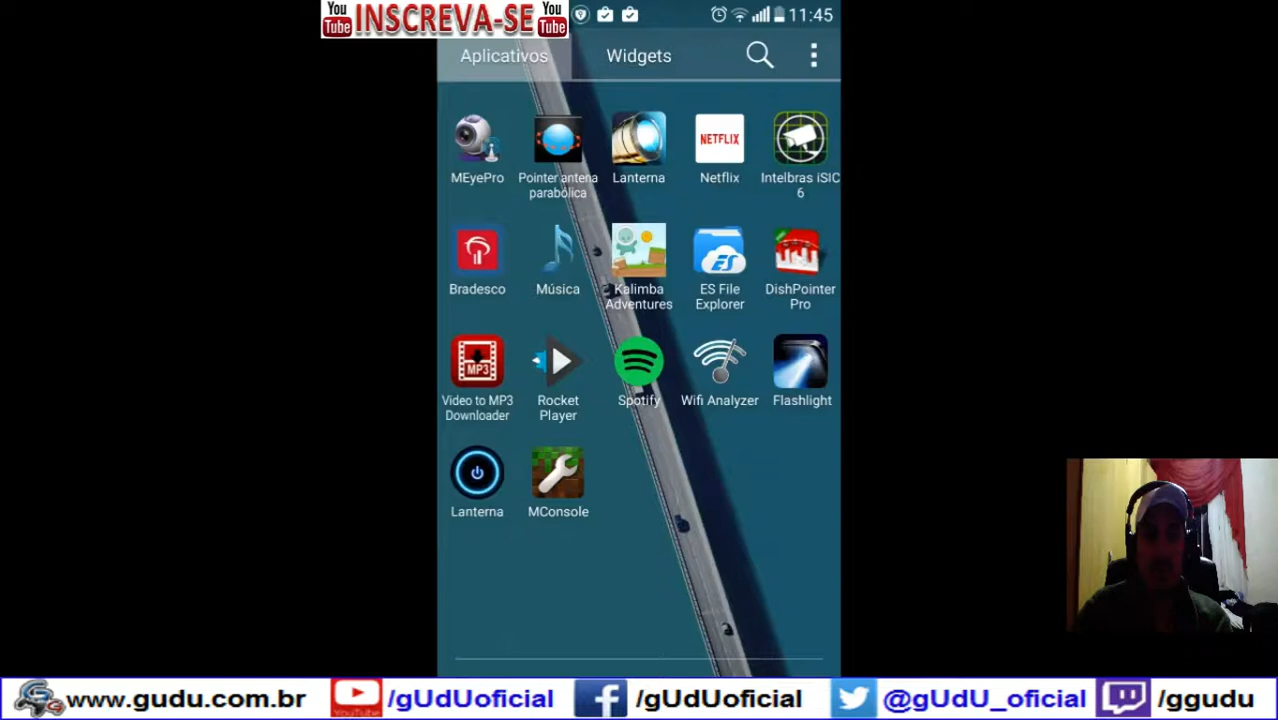 You Tube INSCREVA-SE You Tube
11:45
Aplicativos Widgets
NETFLIX
MEyePro
Pointer antena parabólica
Lanterna
Netflix
Intelbras iSIC 6
ES
Bradesco
Música
Kalimba Adventures
ES File Explorer
DishPointer Pro
MP3
Video to MP3 Downloader
Rocket Player
Spotify
Wifi Analyzer
Flashlight
Lanterna
MConsole
www.gudu.com.br YouTube /gUdUoficial /gUdUoficial @gUdU_oficial /ggudu